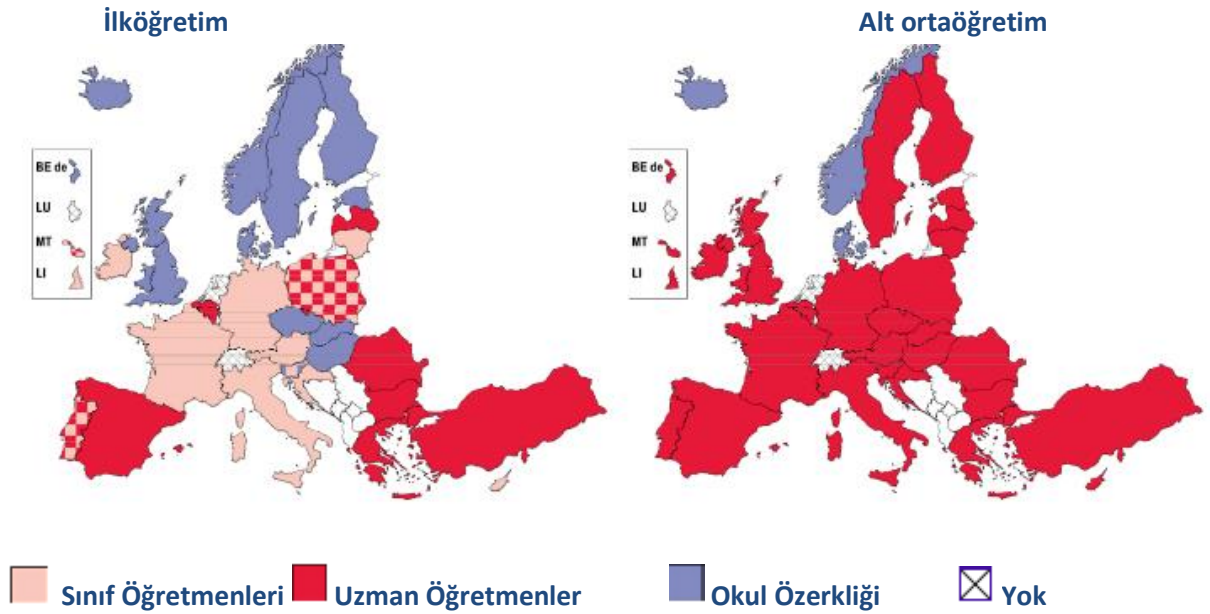 İlköğretim
Alt ortaöğretim
BE de
LU
MT
LI
BE de
LU
MT
LI
Sınıf Öğretmenleri Uzman Öğretmenler Okul Özerkliği Yok